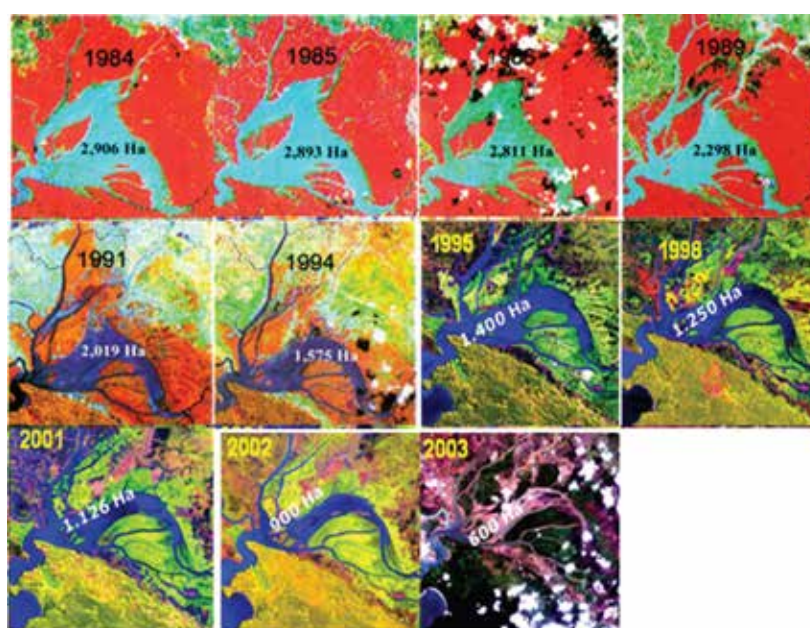 1984
2,906 Ha
1985
2,893 Ha
1986
2,811 Ha
1989
2,298 Ha
1991
2,019 Ha
1994
1,575 Ha
1995
1.400 Ha
1998
1.250 Ha
2001
1.126 Ha
2002
900 Ha
2003
600 Ha